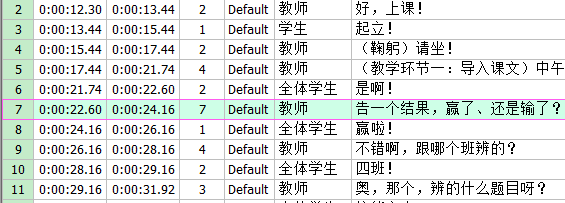 2 0:00:12.30 0:00:13.44 2 Default 教师 好，上课！
3 0:00:13.44 0:00:15.44 1 Default 学生 起立！
4 0:00:15.44 0:00:17.44 2 Default 教师 （鞠躬）请坐！
5 0:00:17.44 0:00:21.74 4 Default 教师 （教学环节一：导入课文）中午
6 0:00:21.74 0:00:22.60 2 Default 全体学生 是啊！
7 0:00:22.60 0:00:24.16 7 Default 教师 告一个结果，赢了、还是输了？
8 0:00:24.16 0:00:26.16 1 Default 全体学生 赢啦！
9 0:00:26.16 0:00:28.16 4 Default 教师 不错啊，跟哪个班辨的？
10 0:00:28.16 0:00:29.16 2 Default 全体学生 四班！
11 0:00:29.16 0:00:31.92 3 Default 教师 奥，那个，辨的什么题目呀？